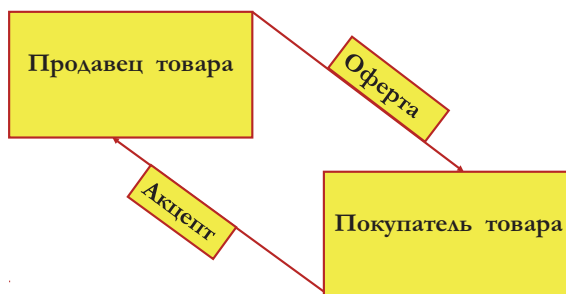 Продавец товара
Оферта
Акцепт
Покупатель товара